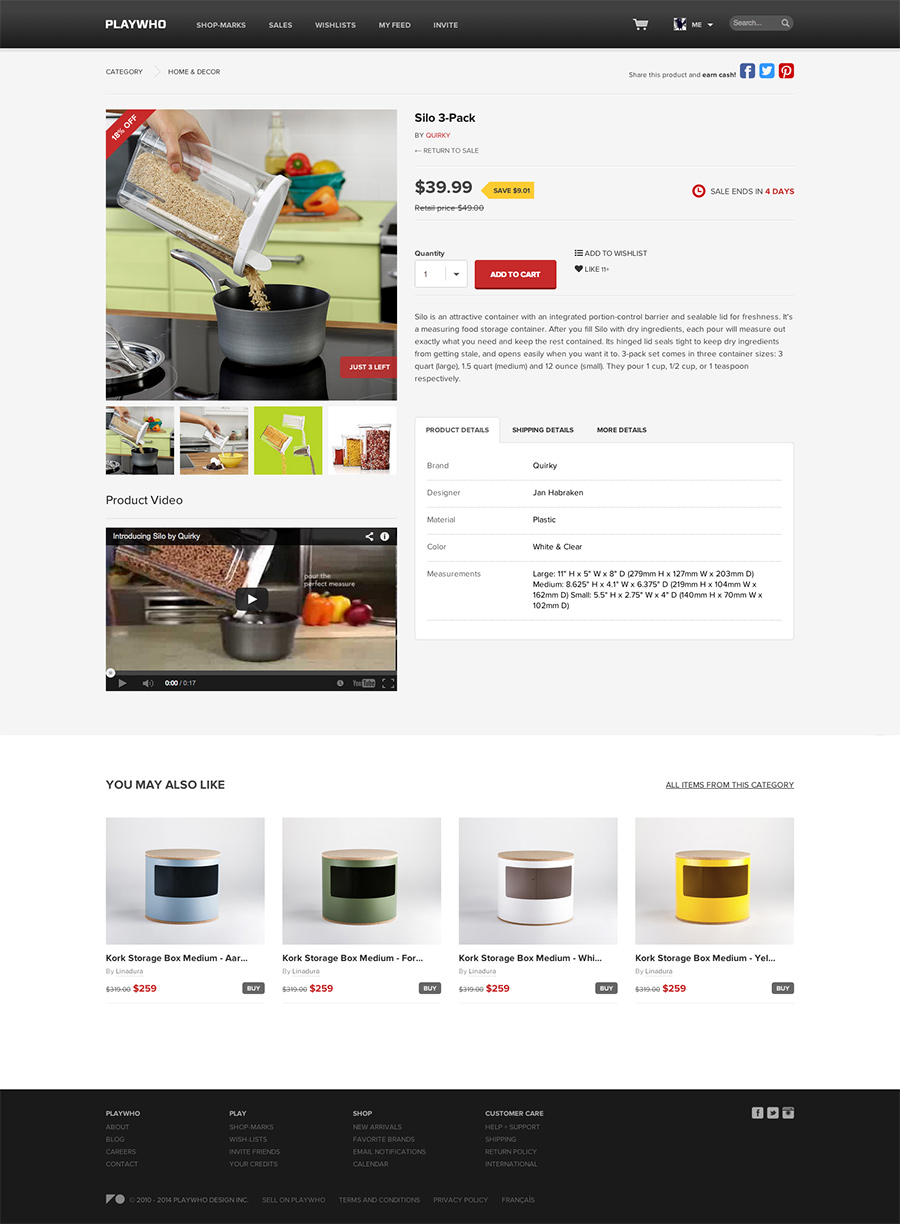 PLAYWHO
SHOP-MARKS SALES WISHLISTS MY FEED INVITE
ME
Search...
CATEGORY HOME & DECOR
Share this product and earn cash!
18% OFF
JUST 3 LEFT
Silo 3-Pack
BY QUIRKY
← RETURN TO SALE
$39.99 SAVE $9.01
Retail price $49.00
SALE ENDS IN 4 DAYS
Quantity
1
ADD TO CART
ADD TO WISHLIST
LIKE 11+
Silo is an attractive container with an integrated portion-control barrier and sealable lid for freshness. It's
a measuring food storage container. After you fill Silo with dry ingredients, each pour will measure out
exactly what you need and keep the rest contained. Its hinged lid seals tight to keep dry ingredients
from getting stale, and opens easily when you want it to. 3-pack set comes in three container sizes: 3
quart (large), 1.5 quart (medium) and 12 ounce (small). They pour 1 cup, 1/2 cup, or 1 teaspoon
respectively.
PRODUCT DETAILS SHIPPING DETAILS MORE DETAILS
Brand Quirky
Designer Jan Habraken
Material Plastic
Color White & Clear
Measurements Large: 11" H x 5" W x 8" D (279mm H x 127mm W x 203mm D)
Medium: 8.625" H x 4.1" W x 6.375" D (219mm H x 104mm W x
162mm D) Small: 5.5" H x 2.75" W x 4" D (140mm H x 70mm W x
102mm D)
Product Video
Introducing Silo by Quirky
pour the
perfect measure
0:00 / 0:17
YouTube
YOU MAY ALSO LIKE
ALL ITEMS FROM THIS CATEGORY
Kork Storage Box Medium - Aar...
By Linadura
$319.00 $259 BUY
Kork Storage Box Medium - For...
By Linadura
$319.00 $259 BUY
Kork Storage Box Medium - Whi...
By Linadura
$319.00 $259 BUY
Kork Storage Box Medium - Yel...
By Linadura
$319.00 $259 BUY
PLAYWHO
ABOUT
BLOG
CAREERS
CONTACT
PLAY
SHOP-MARKS
WISH-LISTS
INVITE FRIENDS
YOUR CREDITS
SHOP
NEW ARRIVALS
FAVORITE BRANDS
EMAIL NOTIFICATIONS
CALENDAR
CUSTOMER CARE
HELP + SUPPORT
SHIPPING
RETURN POLICY
INTERNATIONAL
© 2010 - 2014 PLAYWHO DESIGN INC. SELL ON PLAYWHO TERMS AND CONDITIONS PRIVACY POLICY FRANÇAÍS